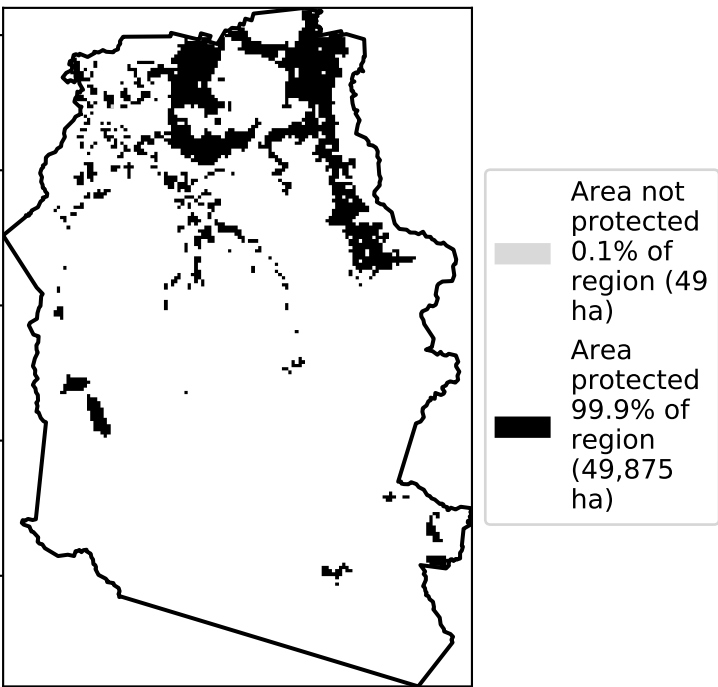 Area not
protected
0.1% of
region (49
ha)
Area
protected
99.9% of
region
(49,875
ha)